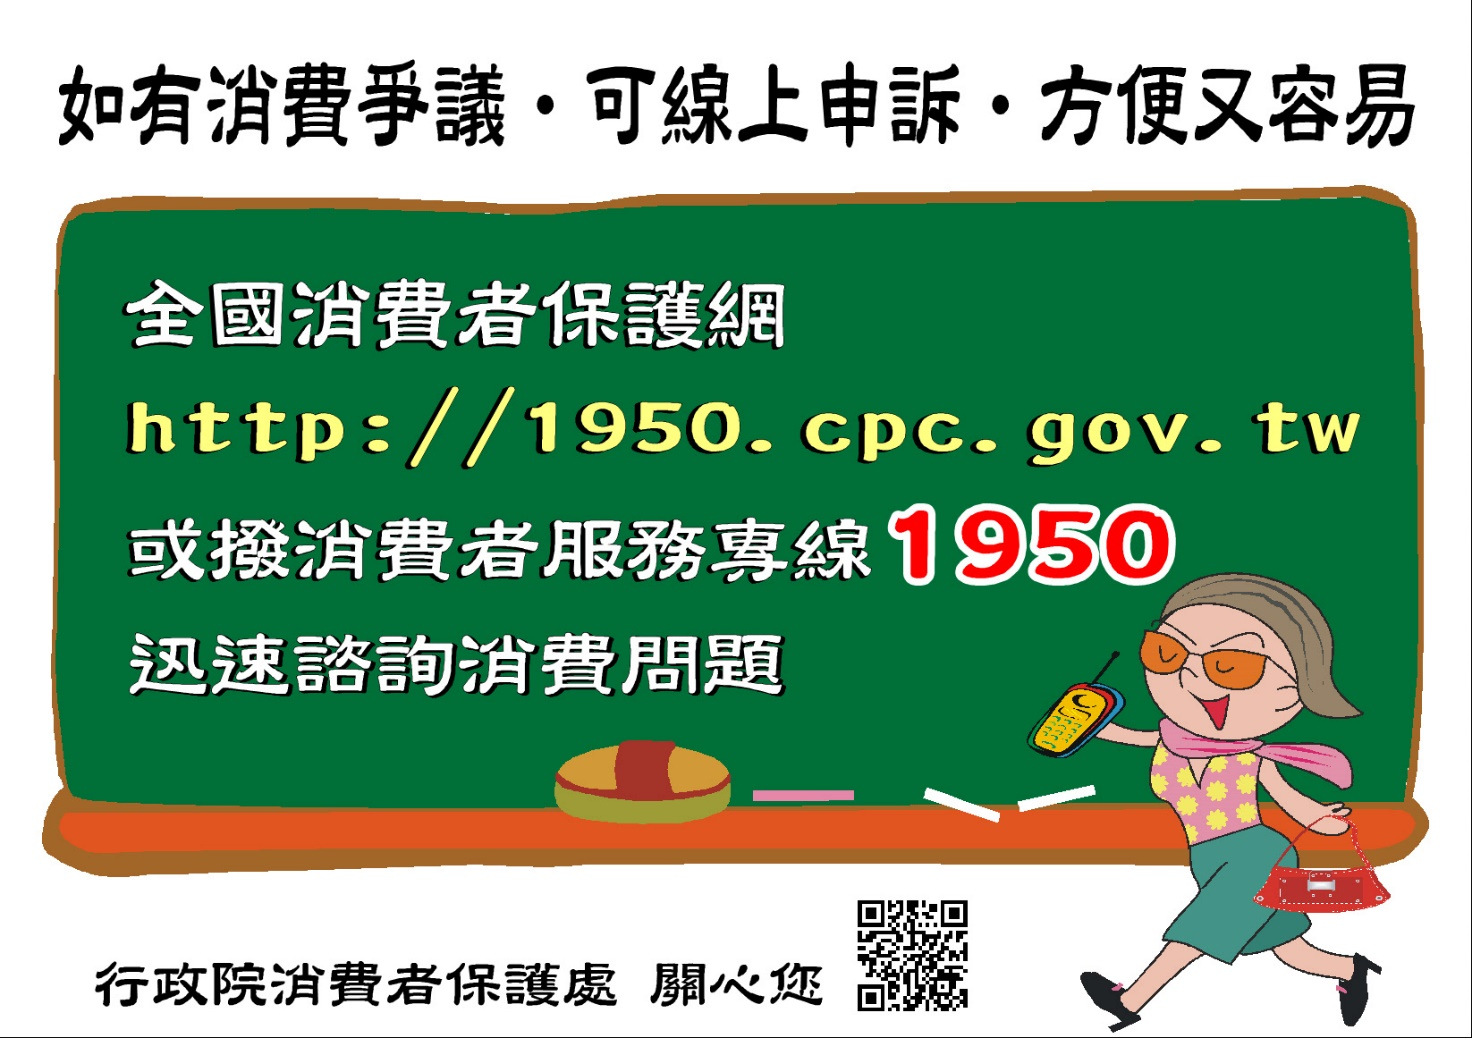 如有消費爭議·可線上申訴·方便又容易
全國消費者保護網
http://1950.cpc.gov.tw
或撥消費者服務專線1950
迅速諮詢消費問題
行政院消費者保護處 關心您